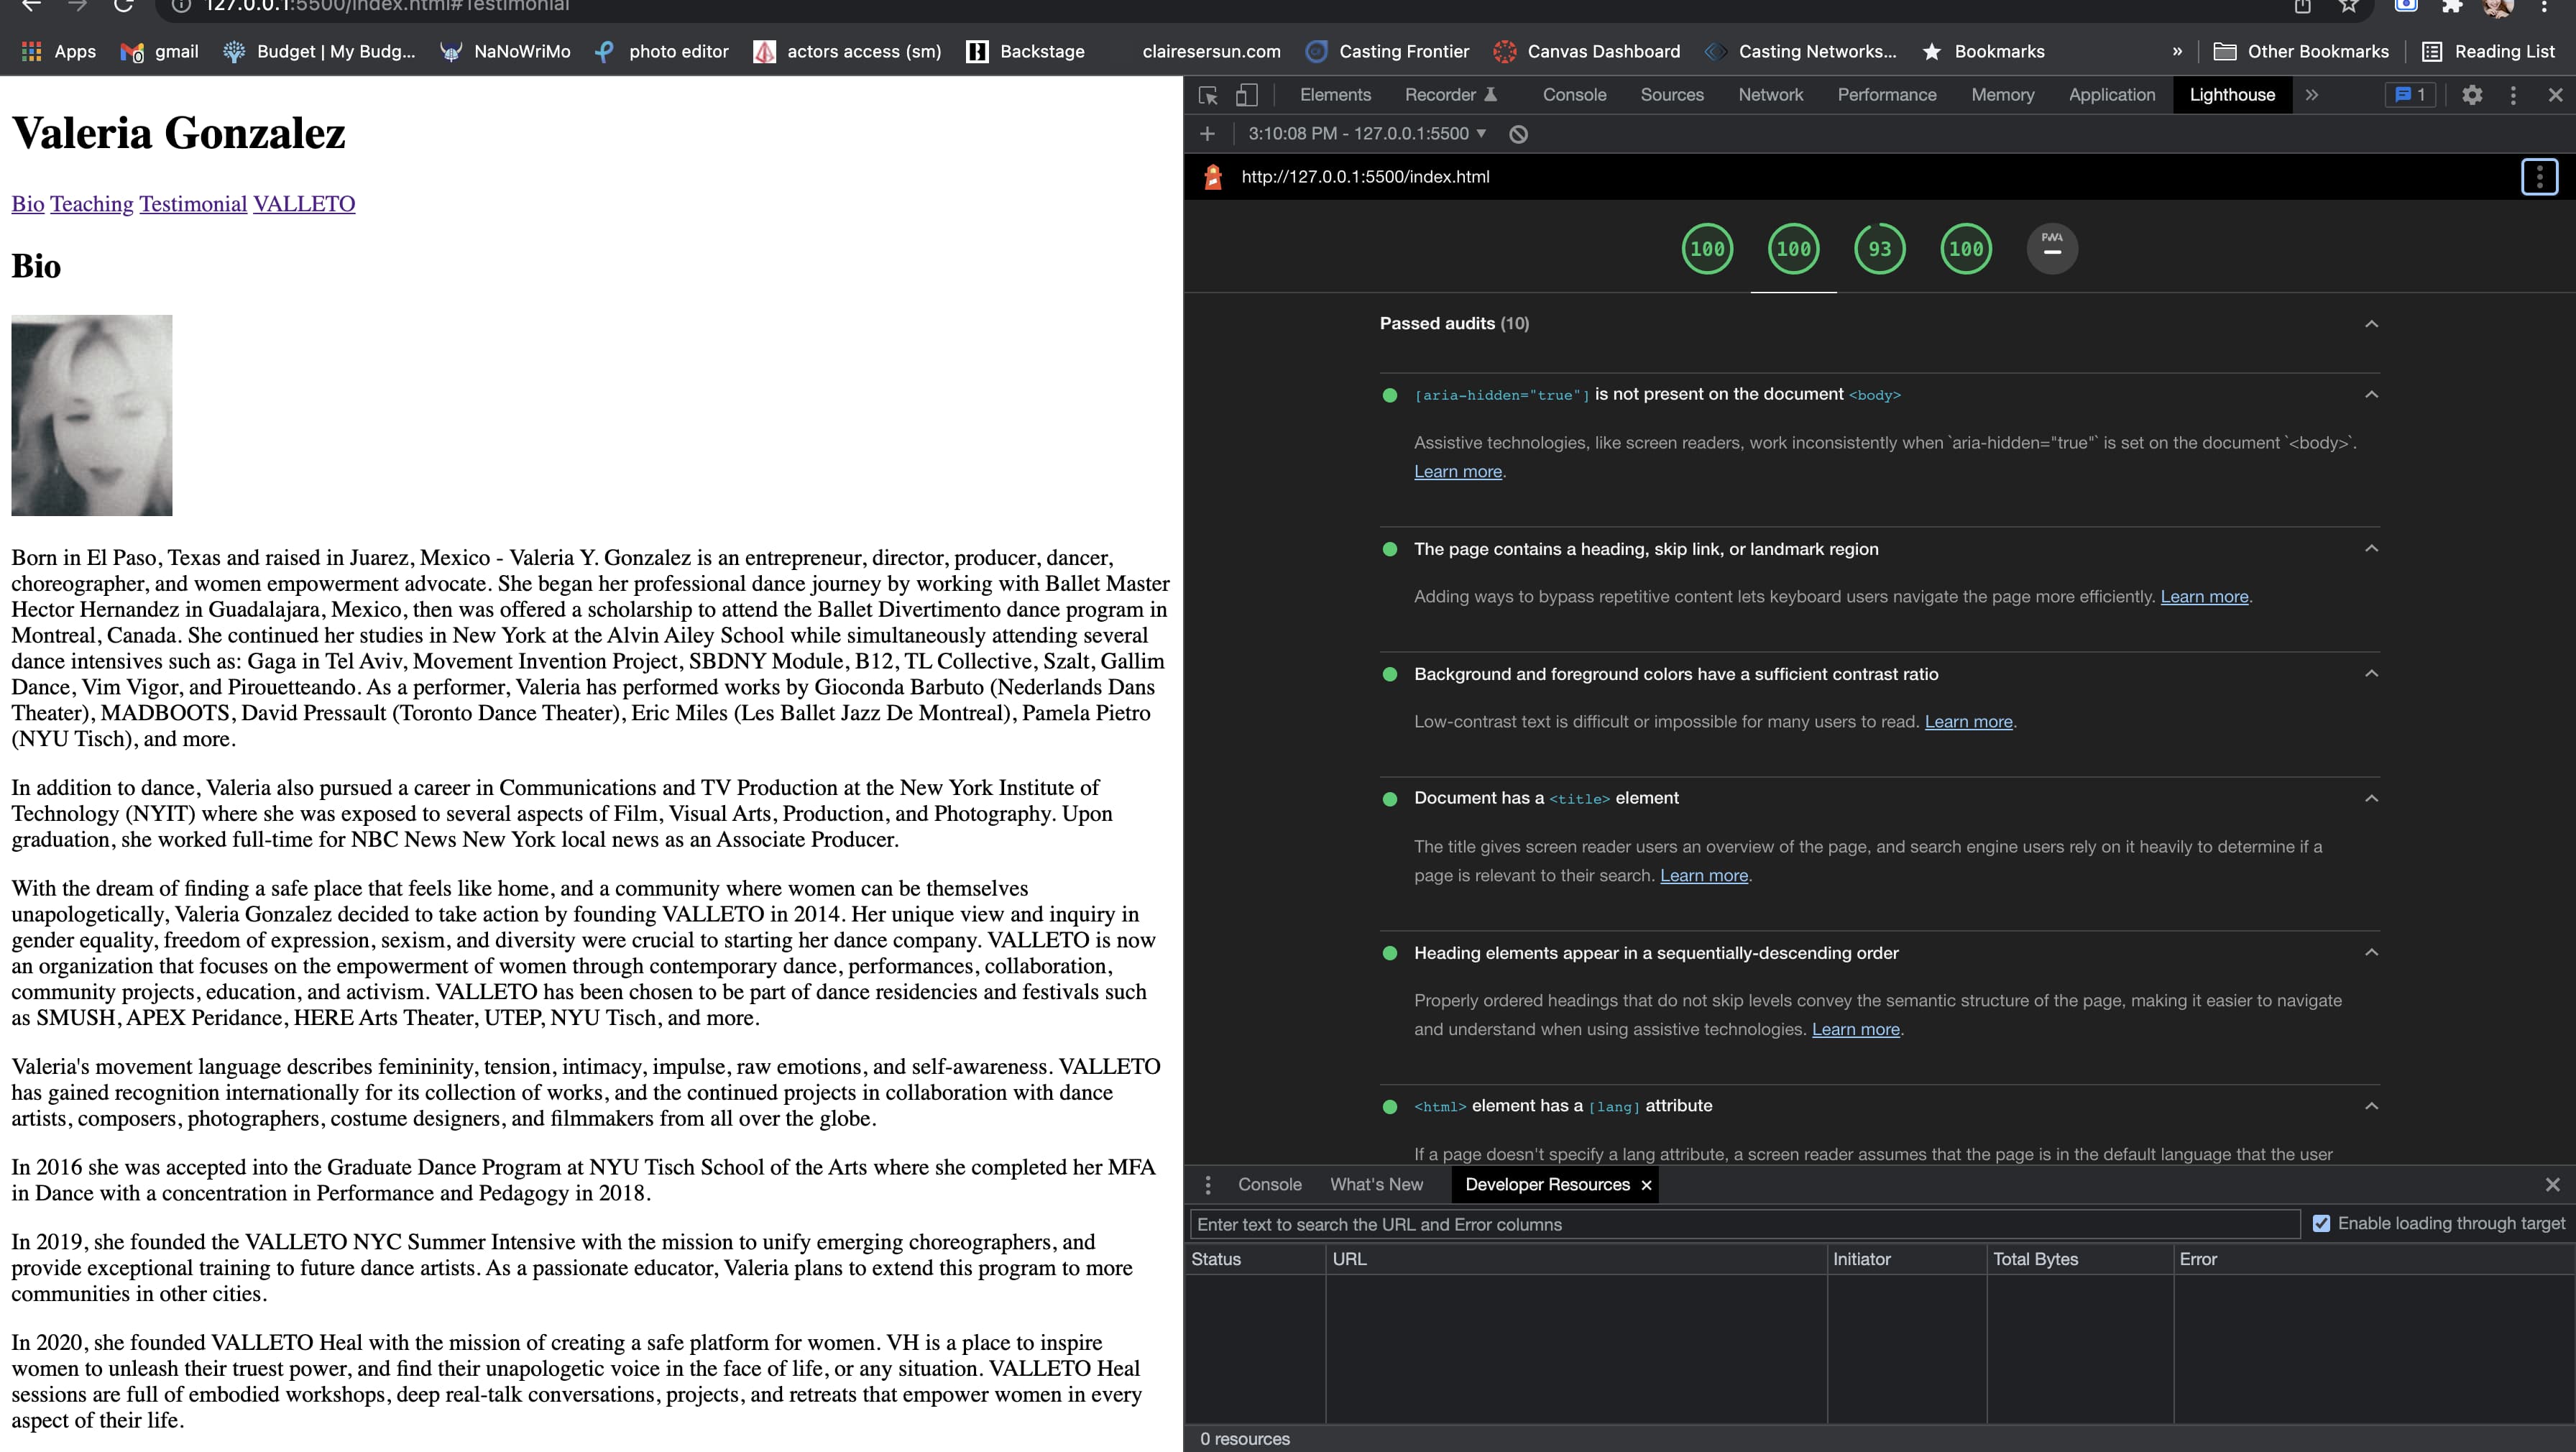 127.0.0.1:5500/index.html#Testimonial
Apps gmail Budget | My Budg... NaNoWriMo photo editor actors access (sm) Backstage clairesersun.com Casting Frontier Canvas Dashboard Casting Networks... Bookmarks » Other Bookmarks Reading List
Valeria Gonzalez
Bio Teaching Testimonial VALLETO
Bio
Born in El Paso, Texas and raised in Juarez, Mexico - Valeria Y. Gonzalez is an entrepreneur, director, producer, dancer,
choreographer, and women empowerment advocate. She began her professional dance journey by working with Ballet Master
Hector Hernandez in Guadalajara, Mexico, then was offered a scholarship to attend the Ballet Divertimento dance program in
Montreal, Canada. She continued her studies in New York at the Alvin Ailey School while simultaneously attending several
dance intensives such as: Gaga in Tel Aviv, Movement Invention Project, SBDNY Module, B12, TL Collective, Szalt, Gallim
Dance, Vim Vigor, and Pirouetteando. As a performer, Valeria has performed works by Gioconda Barbuto (Nederlands Dans
Theater), MADBOOTS, David Pressault (Toronto Dance Theater), Eric Miles (Les Ballet Jazz De Montreal), Pamela Pietro
(NYU Tisch), and more.
In addition to dance, Valeria also pursued a career in Communications and TV Production at the New York Institute of
Technology (NYIT) where she was exposed to several aspects of Film, Visual Arts, Production, and Photography. Upon
graduation, she worked full-time for NBC News New York local news as an Associate Producer.
With the dream of finding a safe place that feels like home, and a community where women can be themselves
unapologetically, Valeria Gonzalez decided to take action by founding VALLETO in 2014. Her unique view and inquiry in
gender equality, freedom of expression, sexism, and diversity were crucial to starting her dance company. VALLETO is now
an organization that focuses on the empowerment of women through contemporary dance, performances, collaboration,
community projects, education, and activism. VALLETO has been chosen to be part of dance residencies and festivals such
as SMUSH, APEX Peridance, HERE Arts Theater, UTEP, NYU Tisch, and more.
Valeria's movement language describes femininity, tension, intimacy, impulse, raw emotions, and self-awareness. VALLETO
has gained recognition internationally for its collection of works, and the continued projects in collaboration with dance
artists, composers, photographers, costume designers, and filmmakers from all over the globe.
In 2016 she was accepted into the Graduate Dance Program at NYU Tisch School of the Arts where she completed her MFA
in Dance with a concentration in Performance and Pedagogy in 2018.
In 2019, she founded the VALLETO NYC Summer Intensive with the mission to unify emerging choreographers, and
provide exceptional training to future dance artists. As a passionate educator, Valeria plans to extend this program to more
communities in other cities.
In 2020, she founded VALLETO Heal with the mission of creating a safe platform for women. VH is a place to inspire
women to unleash their truest power, and find their unapologetic voice in the face of life, or any situation. VALLETO Heal
sessions are full of embodied workshops, deep real-talk conversations, projects, and retreats that empower women in every
aspect of their life.
Elements Recorder Console Sources Network Performance Memory Application Lighthouse » 1
3:10:08 PM - 127.0.0.1:5500
http://127.0.0.1:5500/index.html
100 100 93 100 PWA
Passed audits (10)
[aria-hidden="true"] is not present on the document <body>
Assistive technologies, like screen readers, work inconsistently when `aria-hidden="true"` is set on the document `<body>`.
Learn more.
The page contains a heading, skip link, or landmark region
Adding ways to bypass repetitive content lets keyboard users navigate the page more efficiently. Learn more.
Background and foreground colors have a sufficient contrast ratio
Low-contrast text is difficult or impossible for many users to read. Learn more.
Document has a <title> element
The title gives screen reader users an overview of the page, and search engine users rely on it heavily to determine if a
page is relevant to their search. Learn more.
Heading elements appear in a sequentially-descending order
Properly ordered headings that do not skip levels convey the semantic structure of the page, making it easier to navigate
and understand when using assistive technologies. Learn more.
<html> element has a [lang] attribute
If a page doesn't specify a lang attribute, a screen reader assumes that the page is in the default language that the user
Console What's New Developer Resources
Enter text to search the URL and Error columns Enable loading through target
Status URL Initiator Total Bytes Error
0 resources